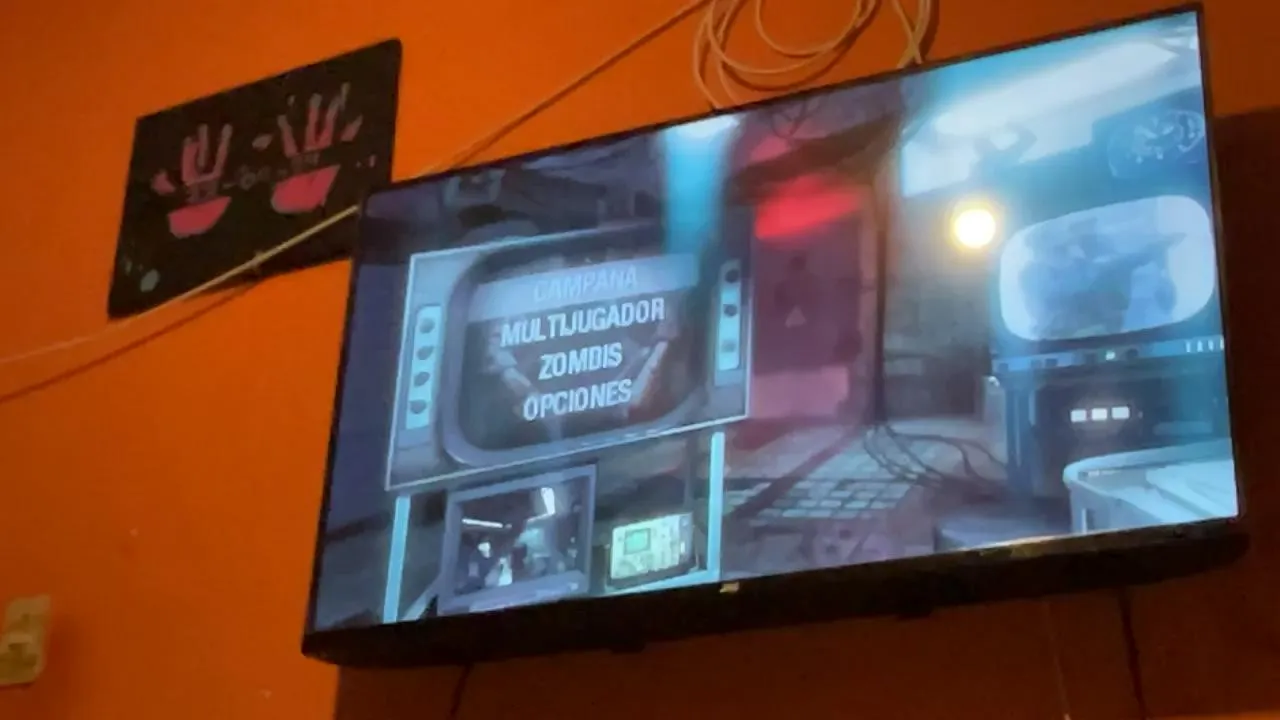 CAMPAÑA
MULTIJUGADOR
ZOMBIS
OPCIONES